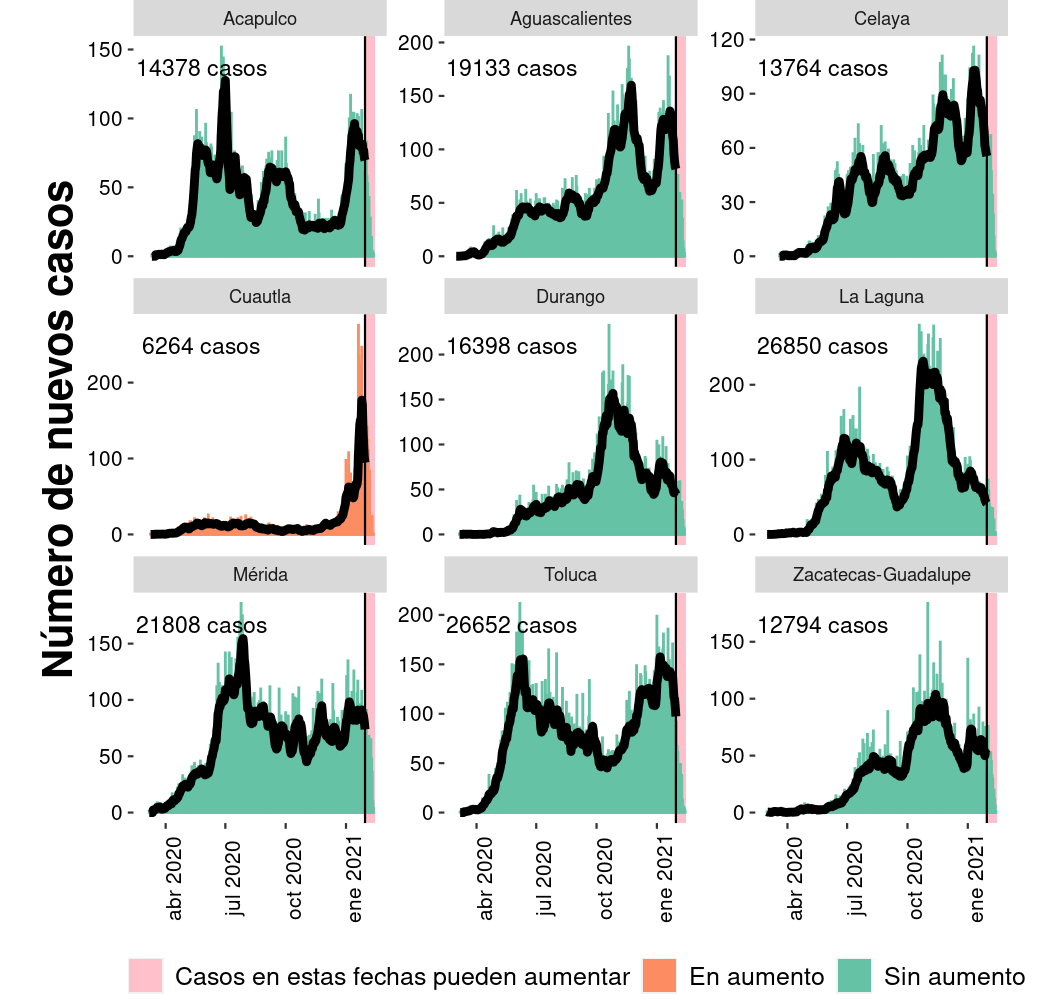 Número de nuevos casos
Acapulco
Aguascalientes
Celaya
150
100
50
0
14378 casos
200
150
100
50
0
19133 casos
120
90
60
30
0
13764 casos
Cuautla
Durango
La Laguna
200
100
0
6264 casos
200
150
100
50
0
16398 casos
200
100
0
26850 casos
Mérida
Toluca
Zacatecas-Guadalupe
150
100
50
0
21808 casos
200
150
100
50
0
26652 casos
150
100
50
0
12794 casos
abr 2020
jul 2020
oct 2020
ene 2021
abr 2020
jul 2020
oct 2020
ene 2021
abr 2020
jul 2020
oct 2020
ene 2021
Casos en estas fechas pueden aumentar
En aumento
Sin aumento